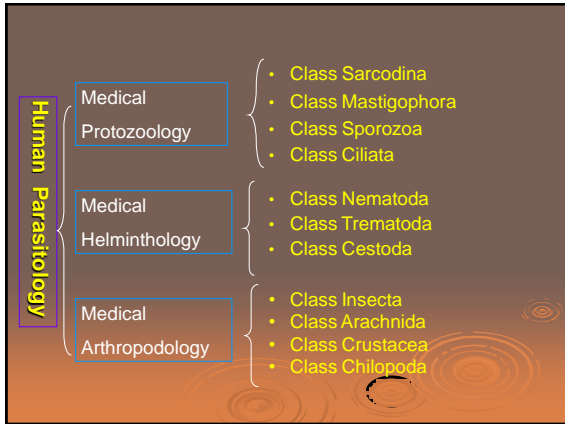 Human Parasitology
Medical
Protozoology
• Class Sarcodina
• Class Mastigophora
• Class Sporozoa
• Class Ciliata
Medical
Helminthology
• Class Nematoda
• Class Trematoda
• Class Cestoda
Medical
Arthropodology
• Class Insecta
• Class Arachnida
• Class Crustacea
• Class Chilopoda